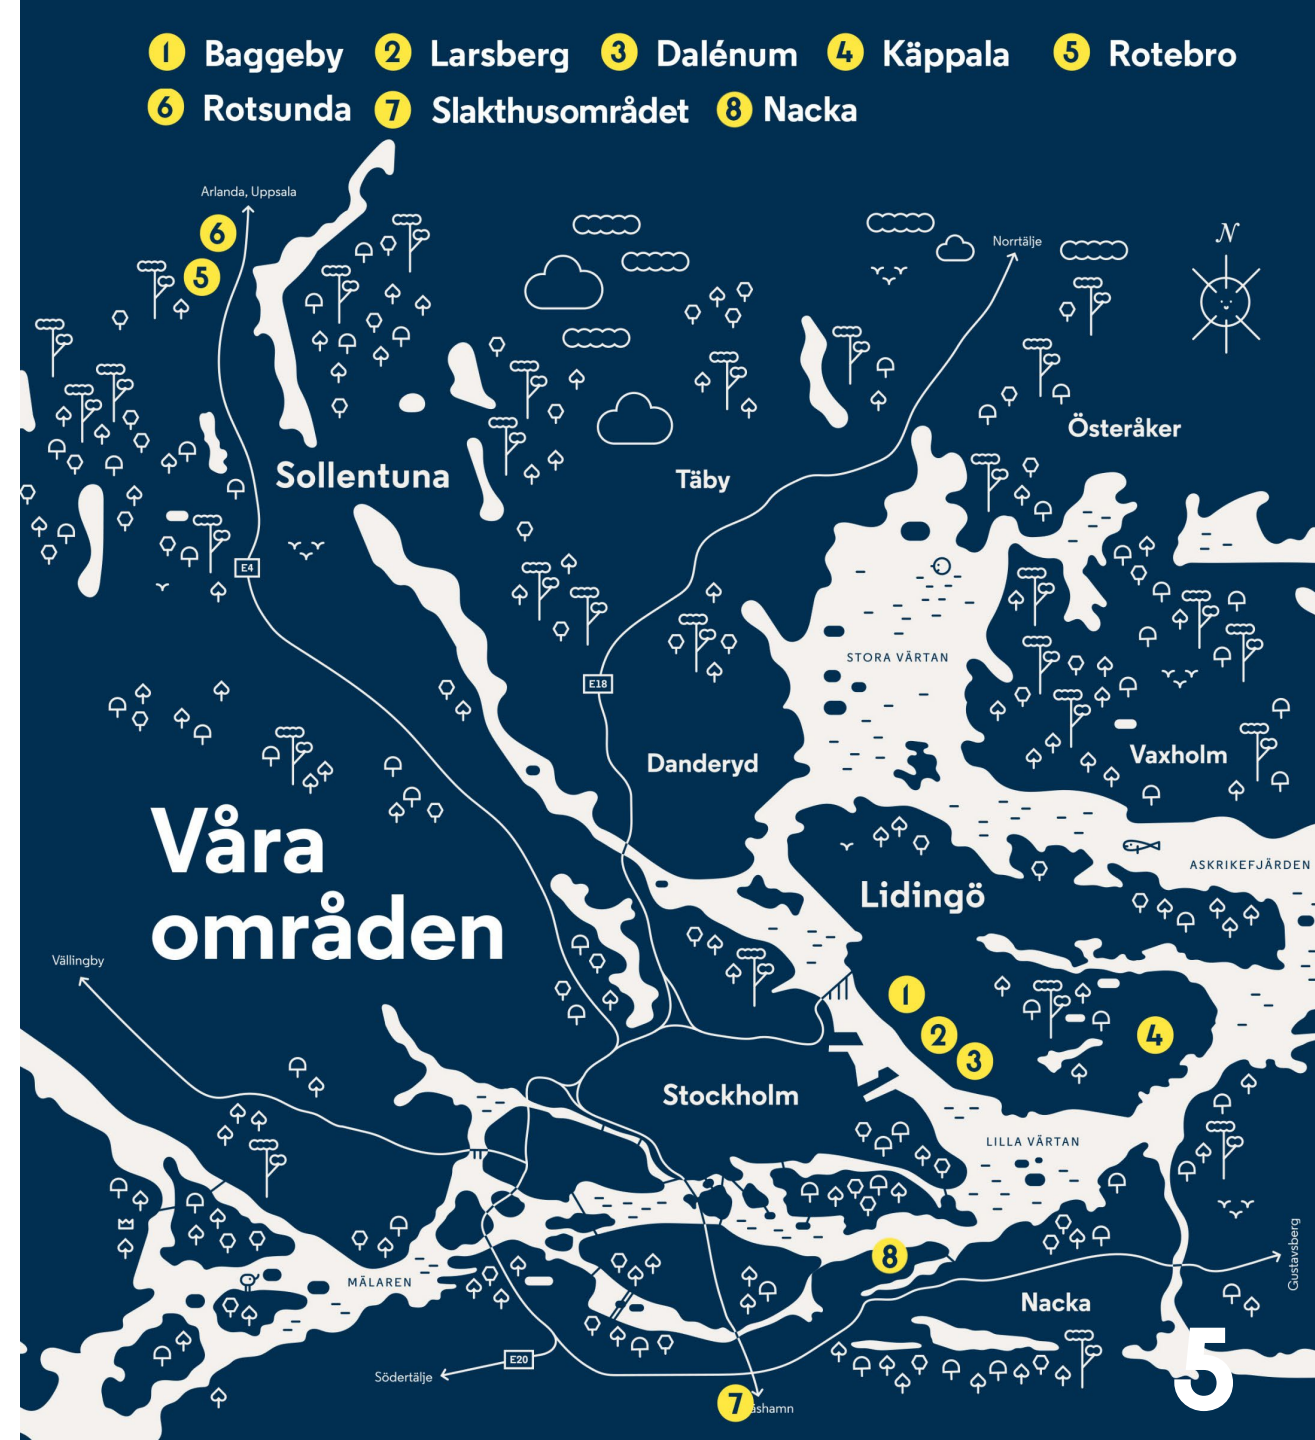 1 Baggeby 2 Larsberg 3 Dalénum 4 Käppala 5 Rotebro
6 Rotsunda 7 Slakthusområdet 8 Nacka
Arlanda, Uppsala
6
5
Norrtälje
N
Österåker
Sollentuna
Täby
E4
STORA VÄRTAN
E18
Danderyd
Vaxholm
Våra
områden
ASKRIKEFJÄRDEN
Lidingö
Vällingby
1
2
3
4
Stockholm
LILLA VÄRTAN
8
Gustavsberg
MÄLAREN
Nacka
E20
Södertälje
7
5